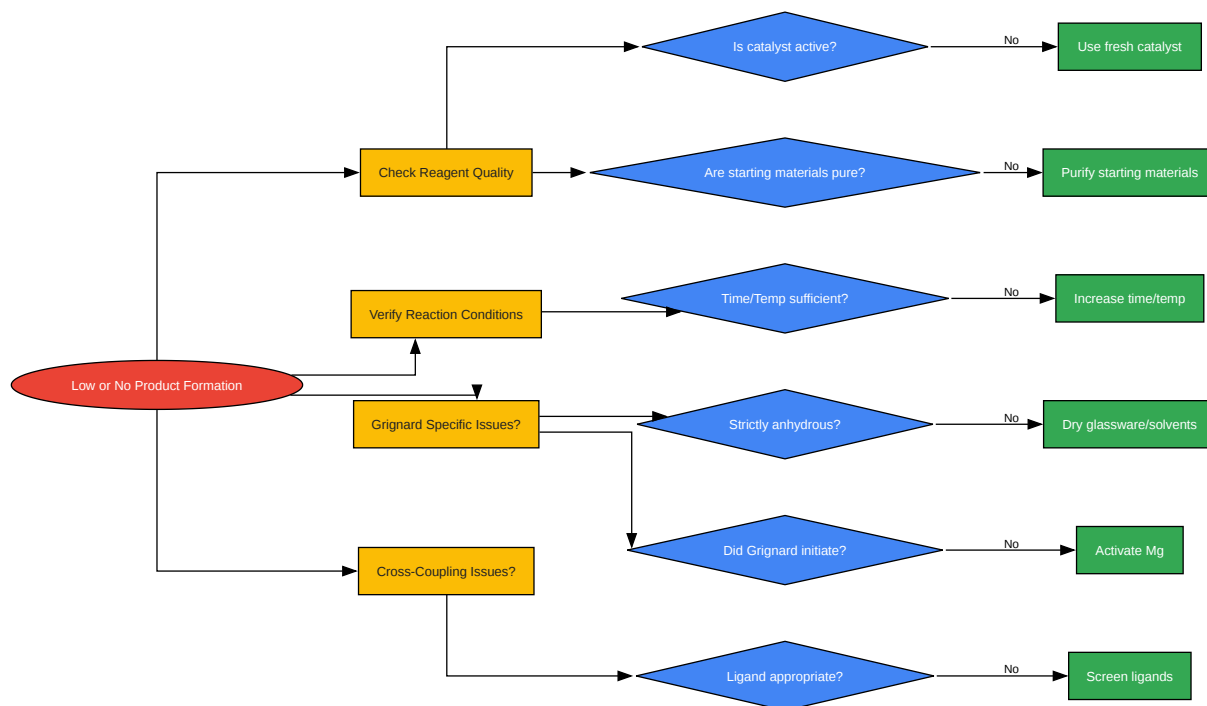 Is catalyst active?
No
Use fresh catalyst
Check Reagent Quality
Are starting materials pure?
No
Purify starting materials
Time/Temp sufficient?
No
Increase time/temp
Verify Reaction Conditions
Low or No Product Formation
Grignard Specific Issues?
Strictly anhydrous?
No
Dry glassware/solvents
Did Grignard initiate?
No
Activate Mg
Cross-Coupling Issues?
Ligand appropriate?
No
Screen ligands